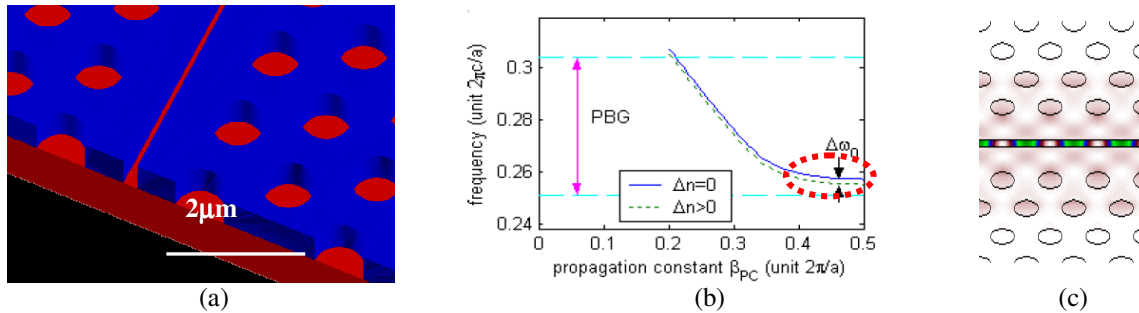 2μm
(a)
frequency (unit 2πc/a)
0.3
0.28
0.26
0.24
PBG
Δω₀
Δn=0
Δn>0
0 0.1 0.2 0.3 0.4 0.5
propagation constant β_PC (unit 2π/a)
(b)
(c)